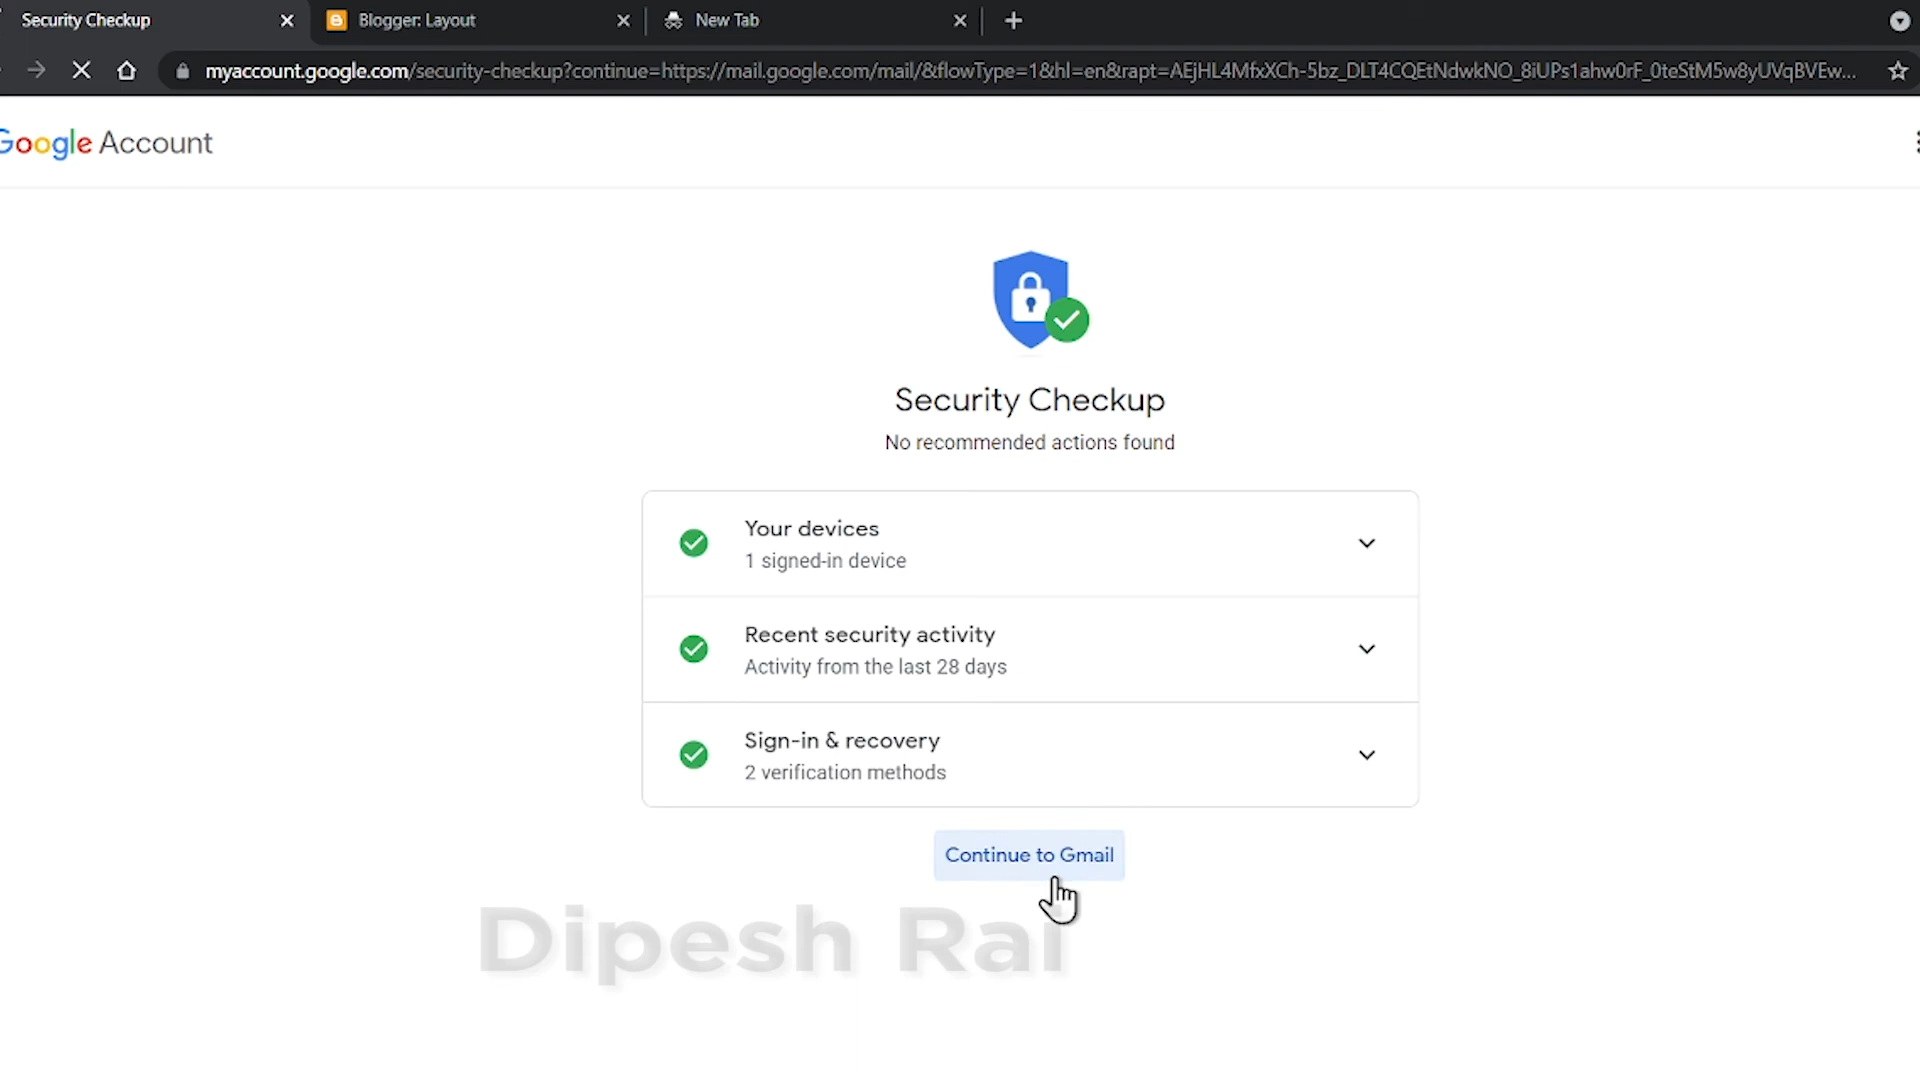 Security Checkup
Blogger: Layout
New Tab
myaccount.google.com/security-checkup?continue=https://mail.google.com/mail/&flowType=1&hl=en&rapt=AEjHL4MfxXCh-5bz_DLT4CQEtNdwkNO_8iUPs1ahw0rF_0teStM5w8yUVqBVEw...
Google Account
Security Checkup
No recommended actions found
Your devices
1 signed-in device
Recent security activity
Activity from the last 28 days
Sign-in & recovery
2 verification methods
Continue to Gmail
Dipesh Rai